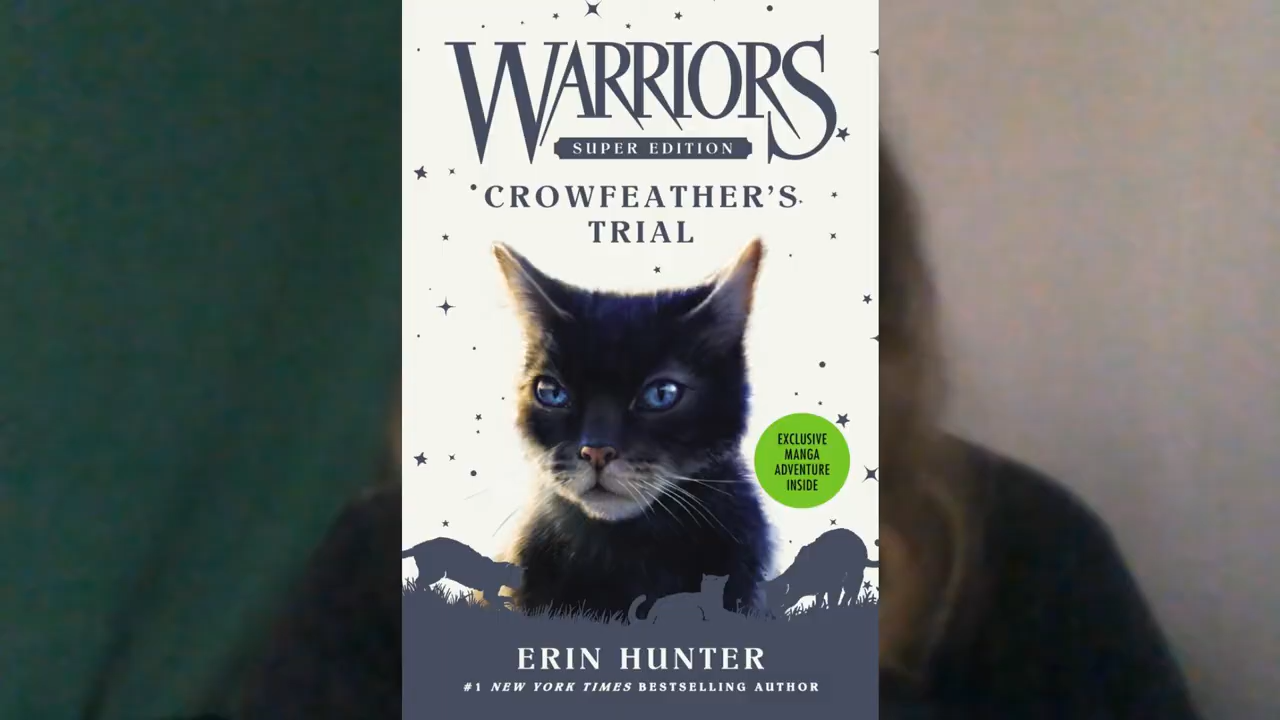 WARRIORS
SUPER EDITION
CROWFEATHER'S
TRIAL
EXCLUSIVE
MANGA
ADVENTURE
INSIDE
ERIN HUNTER
#1 NEW YORK TIMES BESTSELLING AUTHOR